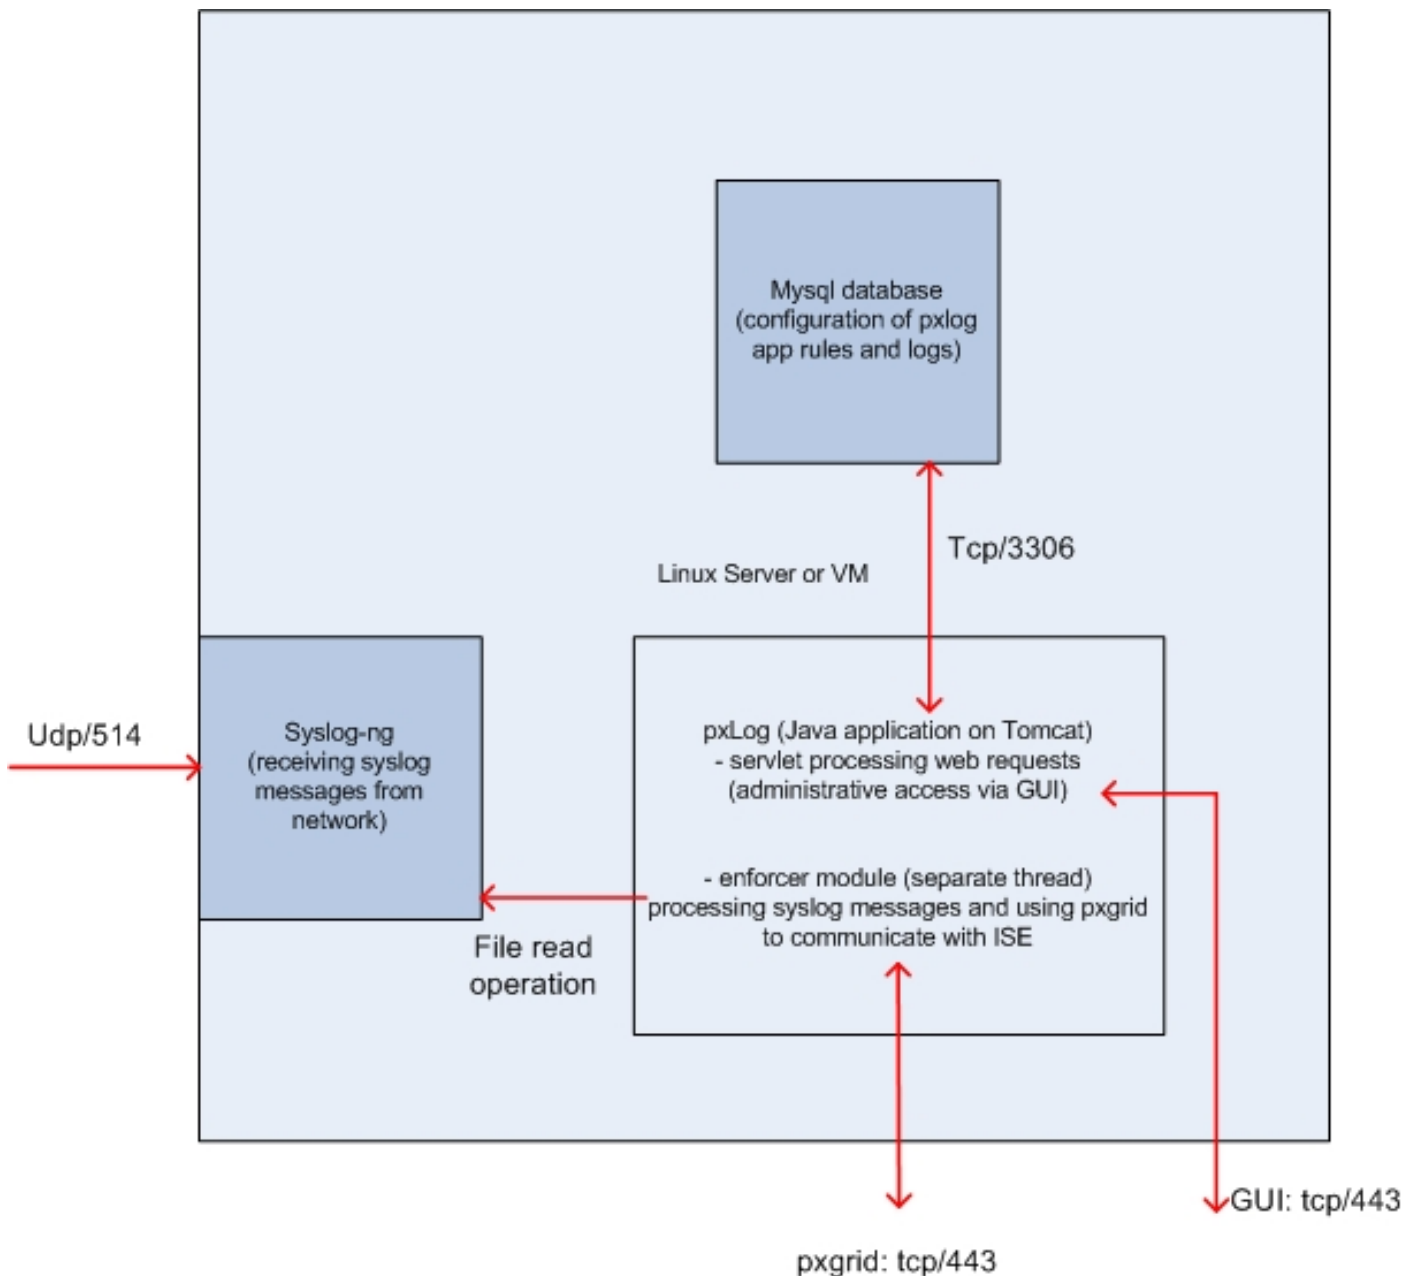 Mysql database
(configuration of pxlog
app rules and logs)
Tcp/3306
Linux Server or VM
Udp/514
Syslog-ng
(receiving syslog
messages from
network)
pxLog (Java application on Tomcat)
- servlet processing web requests
(administrative access via GUI)
- enforcer module (separate thread)
processing syslog messages and using pxgrid
to communicate with ISE
File read
operation
GUI: tcp/443
pxgrid: tcp/443